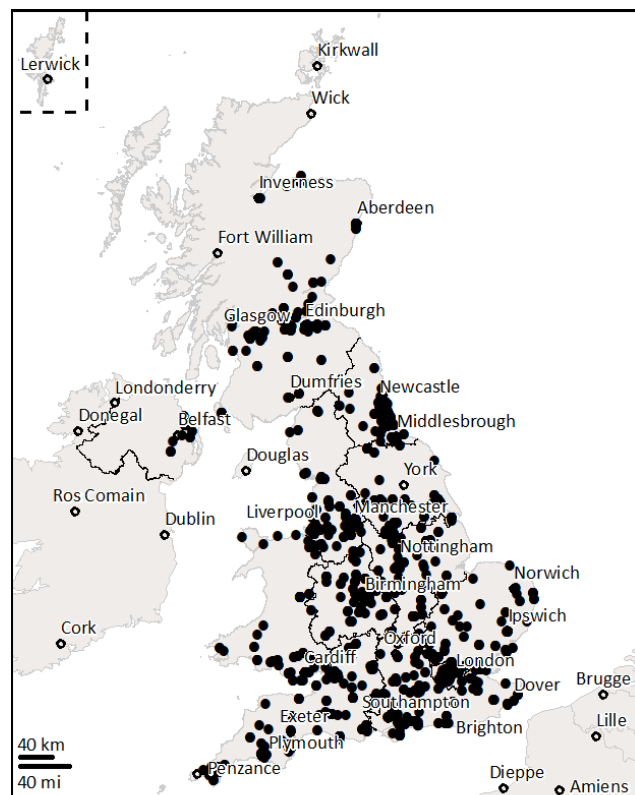 Kirkwall
Lerwick
Wick
Inverness
Aberdeen
Fort William
Glasgow
Edinburgh
Dumfries
Londonderry
Newcastle
Donegal
Belfast
Middlesbrough
Douglas
York
Ros Comain
Liverpool
Manchester
Dublin
Nottingham
Birmingham
Norwich
Ipswich
Cork
Oxford
Cardiff
London
Dover
Brugge
Southampton
Exeter
Brighton
Lille
Plymouth
40 km
Penzance
40 mi
Dieppe
Amiens